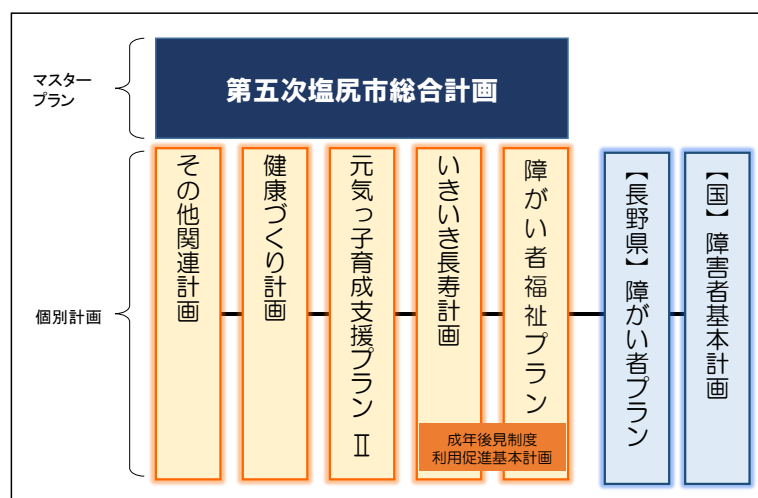 マスター
プラン
第五次塩尻市総合計画
個別計画
その他関連計画
健康づくり計画
元気っ子育成支援プラン Ⅱ
いきいき長寿計画
障がい者福祉プラン
成年後見制度
利用促進基本計画
【長野県】障がい者プラン
【国】障害者基本計画